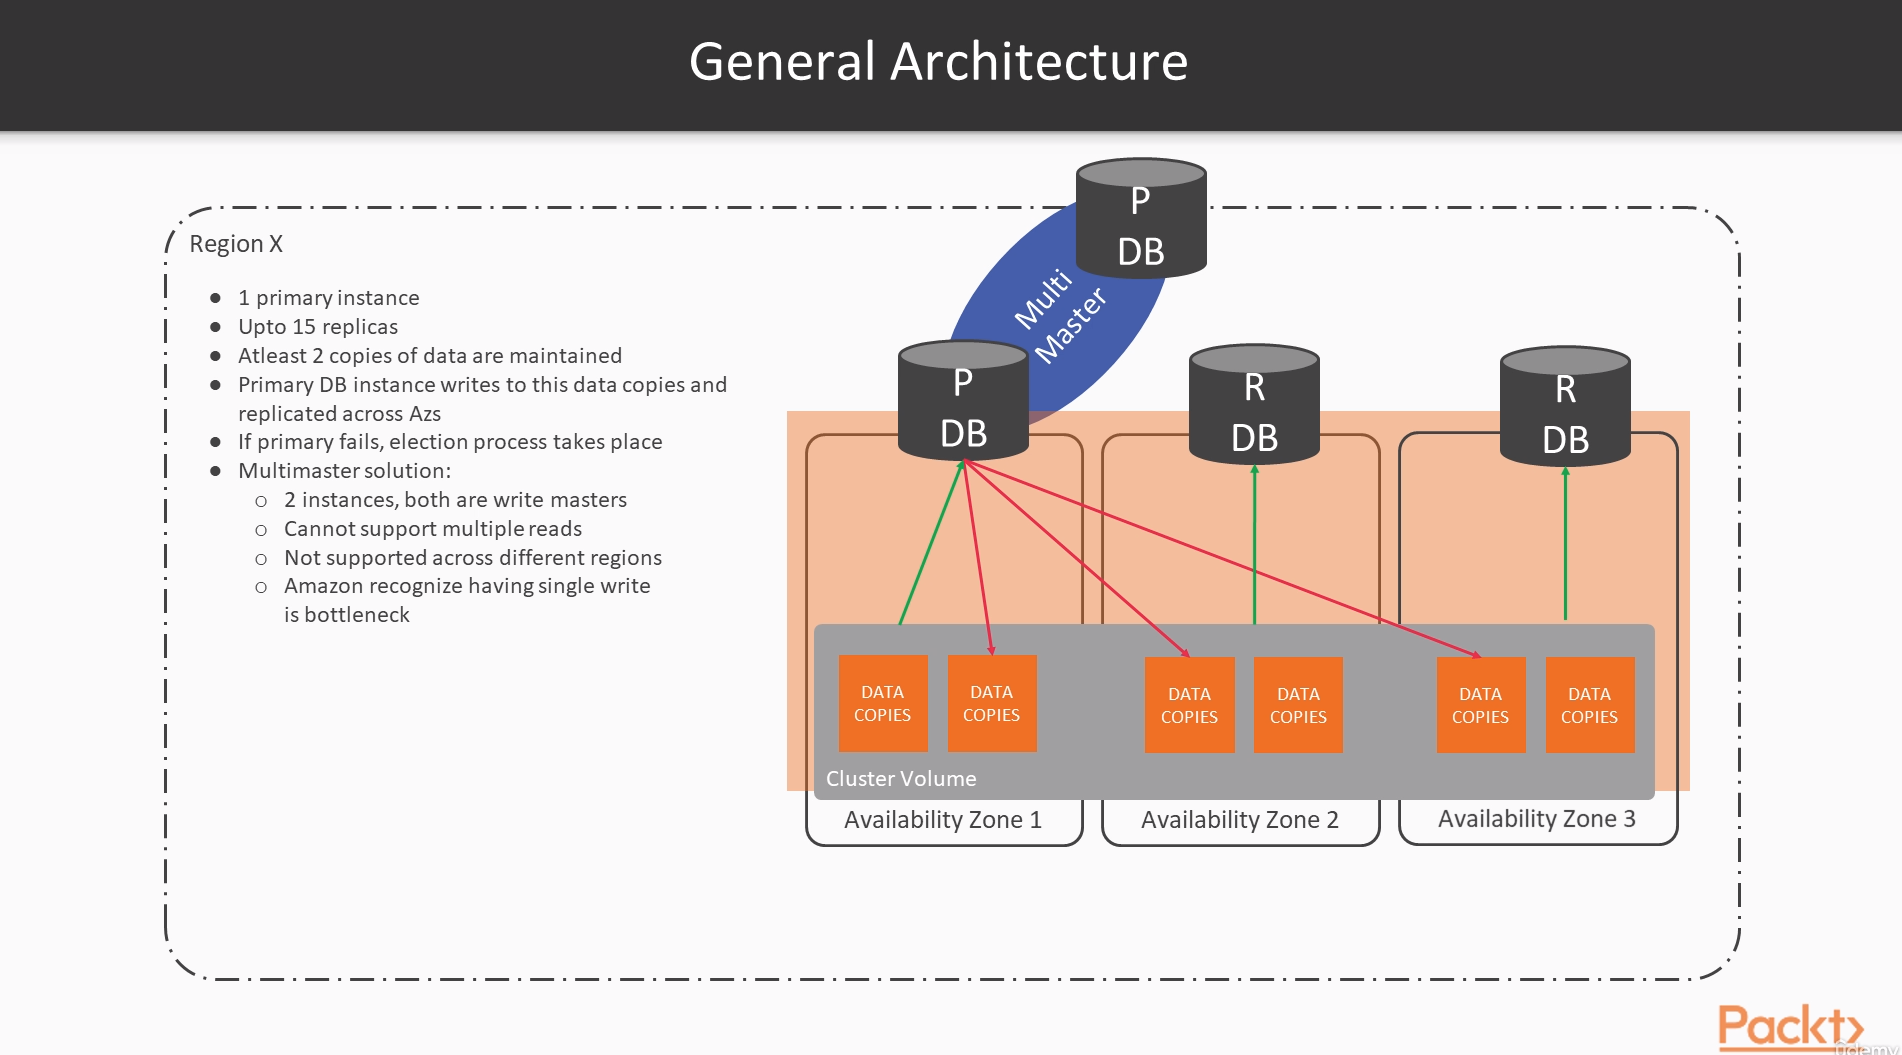 General Architecture
Region X
● 1 primary instance
● Upto 15 replicas
● Atleast 2 copies of data are maintained
● Primary DB instance writes to this data copies and
replicated across Azs
● If primary fails, election process takes place
● Multimaster solution:
○ 2 instances, both are write masters
○ Cannot support multiple reads
○ Not supported across different regions
○ Amazon recognize having single write
is bottleneck
P
DB
Multi
Master
P
DB
R
DB
R
DB
DATA
COPIES
DATA
COPIES
DATA
COPIES
DATA
COPIES
DATA
COPIES
DATA
COPIES
Cluster Volume
Availability Zone 1
Availability Zone 2
Availability Zone 3
Packt
Udemy